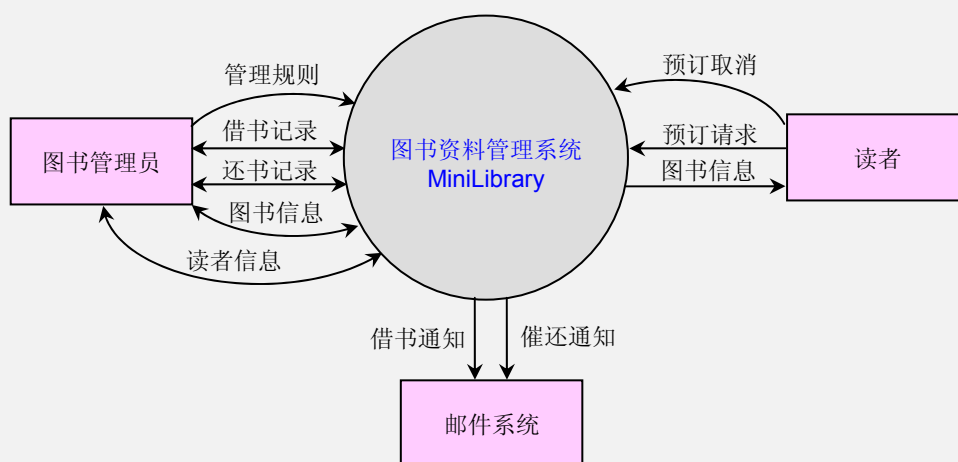 管理规则
预订取消
借书记录
预订请求
图书管理员
图书资料管理系统
MiniLibrary
读者
还书记录
图书信息
图书信息
读者信息
借书通知
催还通知
邮件系统